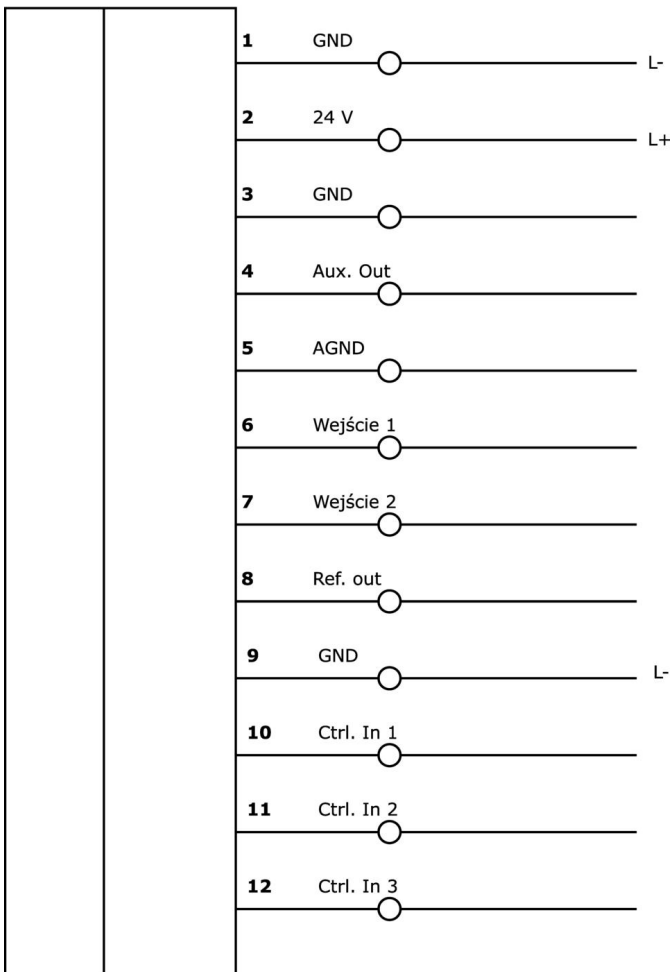 1 GND L-
2 24 V L+
3 GND
4 Aux. Out
5 AGND
6 Wejście 1
7 Wejście 2
8 Ref. out
9 GND L-
10 Ctrl. In 1
11 Ctrl. In 2
12 Ctrl. In 3